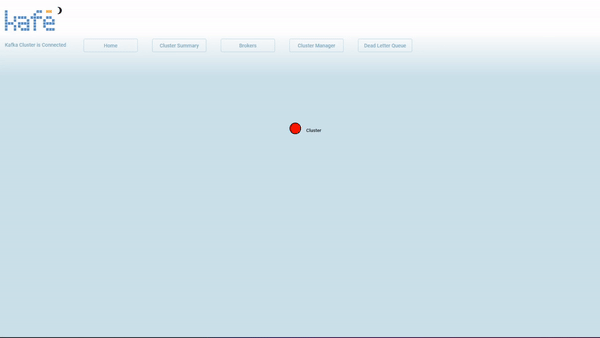 kafē
Kafka Cluster is Connected
Home
Cluster Summary
Brokers
Cluster Manager
Dead Letter Queue
Cluster